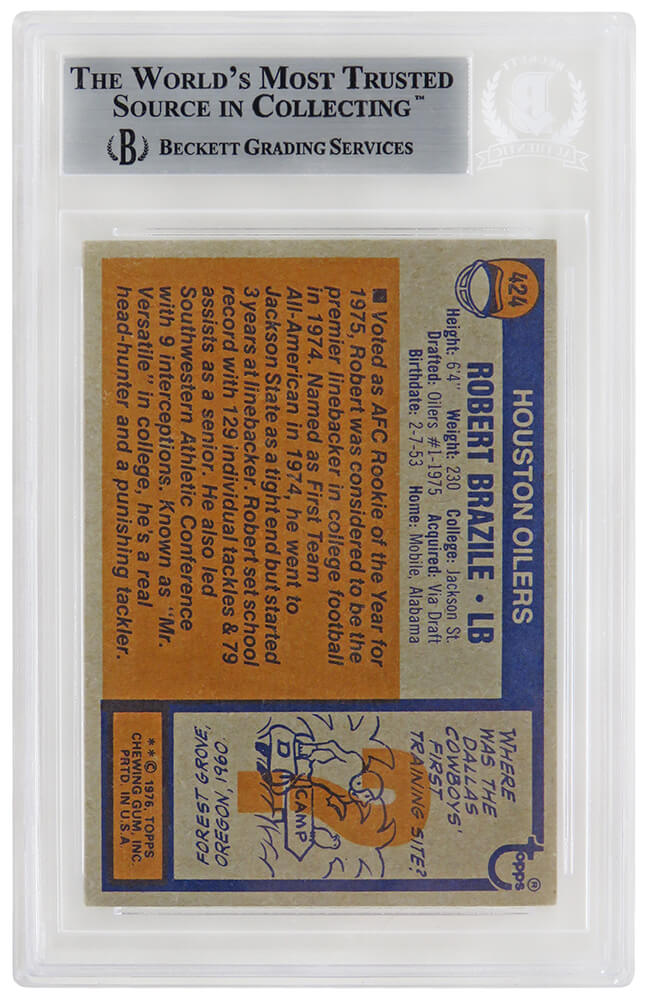 THE WORLD'S MOST TRUSTED
SOURCE IN COLLECTING™
B BECKETT GRADING SERVICES
BECKETT
B
AUTHENTIC
424
HOUSTON OILERS
ROBERT BRAZILE • LB
Height: 6'4" Weight: 230 College: Jackson St.
Drafted: Oilers #1-1975 Acquired: Via Draft
Birthdate: 2-7-53 Home: Mobile, Alabama
■ Voted as AFC Rookie of the Year for
1975, Robert was considered to be the
premier linebacker in college football
in 1974. Named as First Team
All-American in 1974, he went to
Jackson State as a tight end but started
3 years at linebacker. Robert set school
record with 129 individual tackles & 79
assists as a senior. He also led
Southwestern Athletic Conference
with 9 interceptions. Known as "Mr.
Versatile" in college, he's a real
head-hunter and a punishing tackler.
topps®
WHERE
WAS THE
DALLAS
COWBOYS'
FIRST
TRAINING SITE?
?
CAMP
D
FOREST GROVE,
OREGON, 1960.
** © 1976, TOPPS
CHEWING GUM, INC.
PRTD. IN U.S.A